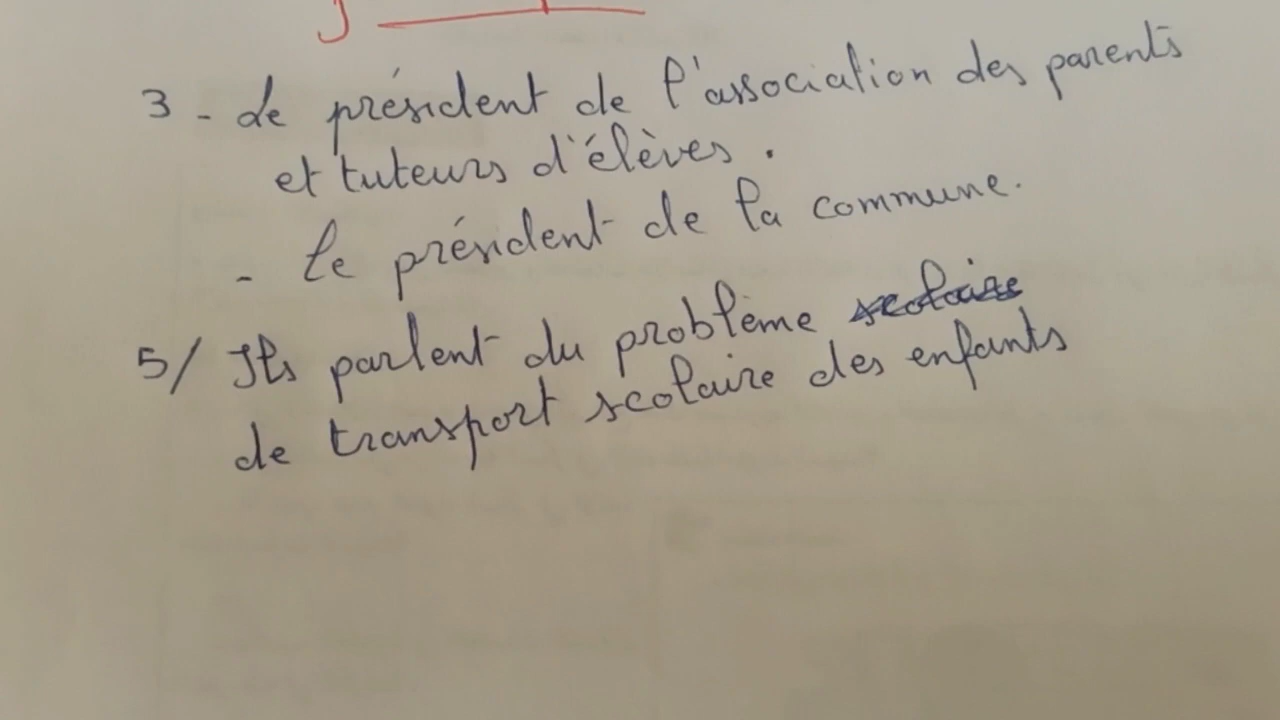 3 - Le président de l'association des parents
et tuteurs d'élèves.
- le président de la commune.
5/ Ils parlent du problème scolaire
de transport scolaire des enfants